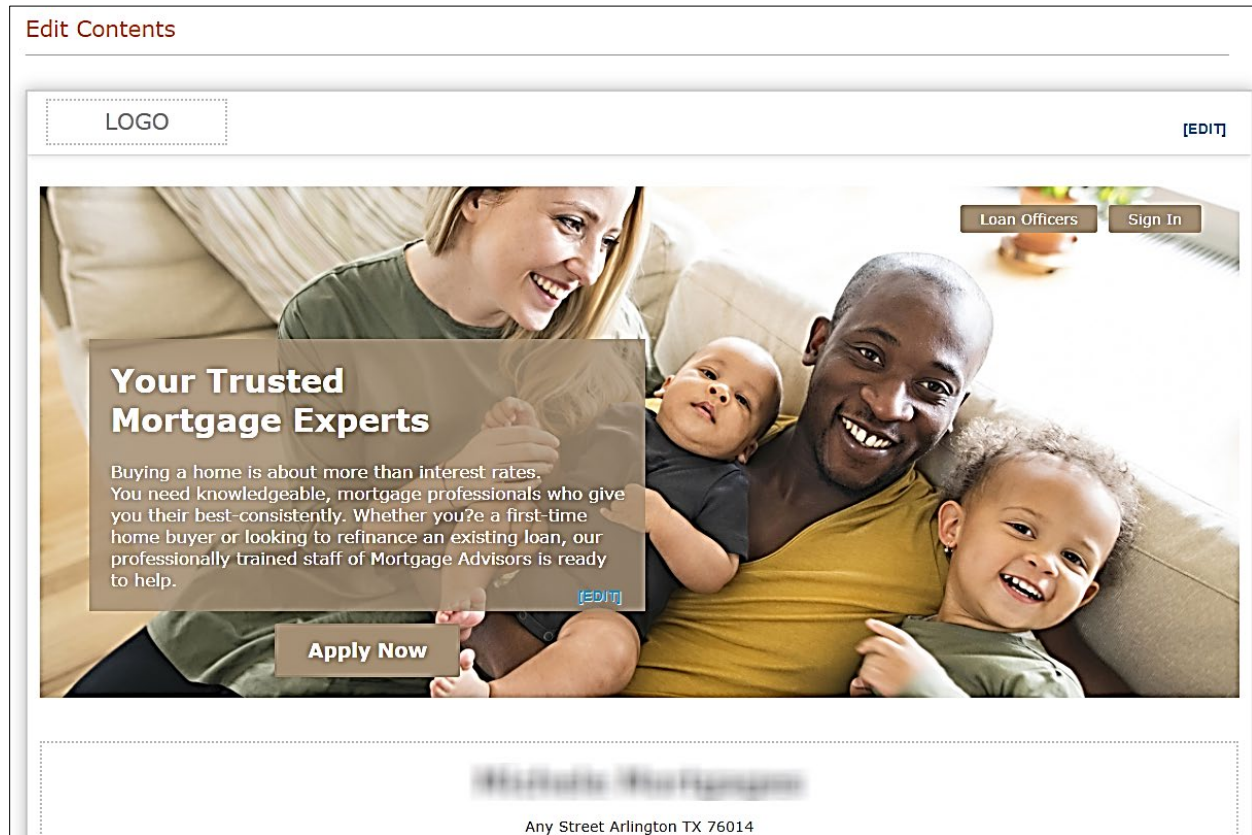 Edit Contents
LOGO
[EDIT]
Loan Officers
Sign In
Your Trusted
Mortgage Experts
Buying a home is about more than interest rates.
You need knowledgeable, mortgage professionals who give
you their best-consistently. Whether you?e a first-time
home buyer or looking to refinance an existing loan, our
professionally trained staff of Mortgage Advisors is ready
to help.
[EDIT]
Apply Now
Any Street Arlington TX 76014